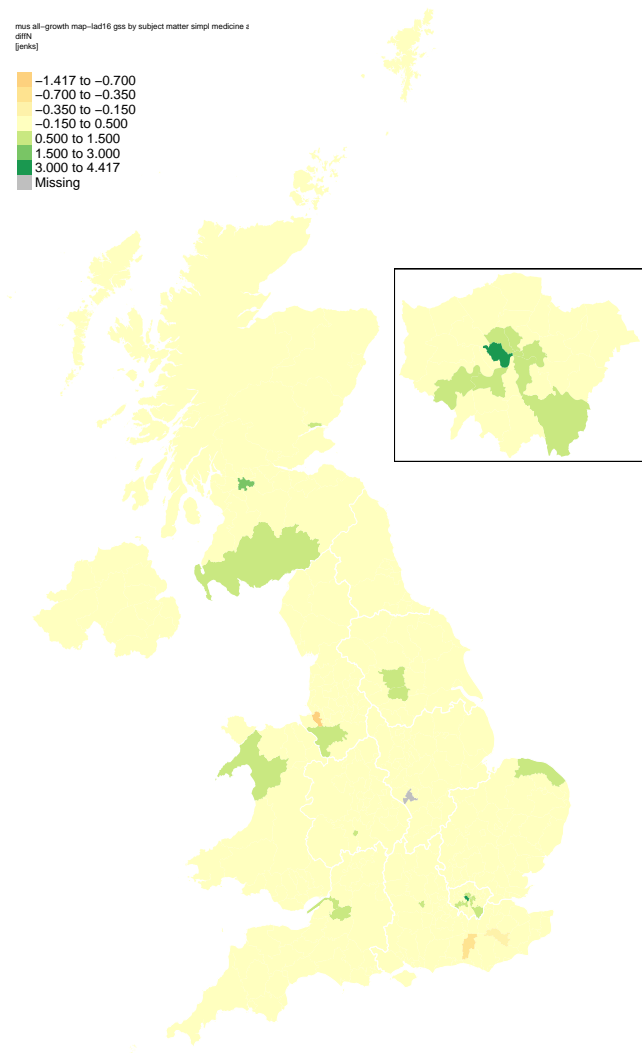 mus all−growth map−lad16 gss by subject matter simpl medicine a
diffN
[jenks]
−1.417 to −0.700
−0.700 to −0.350
−0.350 to −0.150
−0.150 to 0.500
0.500 to 1.500
1.500 to 3.000
3.000 to 4.417
Missing